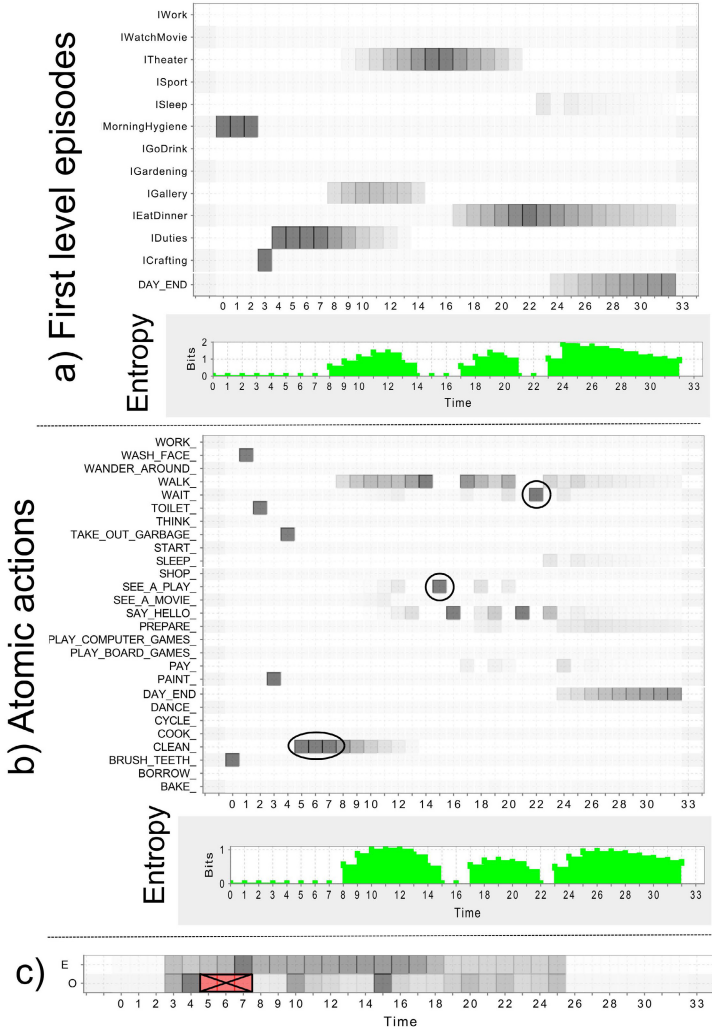 a) First level episodes
IWork
IWatchMovie
ITheater
ISport
ISleep
MorningHygiene
IGoDrink
IGardening
IGallery
IEatDinner
IDuties
ICrafting
DAY_END
0 1 2 3 4 5 6 7 8 9 10 12 14 16 18 20 22 24 26 28 30 33
Entropy
Bits
2
1
0
0 1 2 3 4 5 6 7 8 9 10 12 14 16 18 20 22 24 26 28 30 33
Time
b) Atomic actions
WORK_
WASH_FACE_
WANDER_AROUND_
WALK_
WAIT_
TOILET_
THINK_
TAKE_OUT_GARBAGE_
START_
SLEEP_
SHOP_
SEE_A_PLAY_
SEE_A_MOVIE_
SAY_HELLO_
PREPARE_
PLAY_COMPUTER_GAMES_
PLAY_BOARD_GAMES_
PAY_
PAINT_
DAY_END_
DANCE_
CYCLE_
COOK_
CLEAN_
BRUSH_TEETH_
BORROW_
BAKE_
0 1 2 3 4 5 6 7 8 9 10 12 14 16 18 20 22 24 26 28 30 33
Entropy
Bits
1
0
0 1 2 3 4 5 6 7 8 9 10 12 14 16 18 20 22 24 26 28 30 33
Time
c)
E
O
0 1 2 3 4 5 6 7 8 9 10 12 14 16 18 20 22 24 26 28 30 33
Time